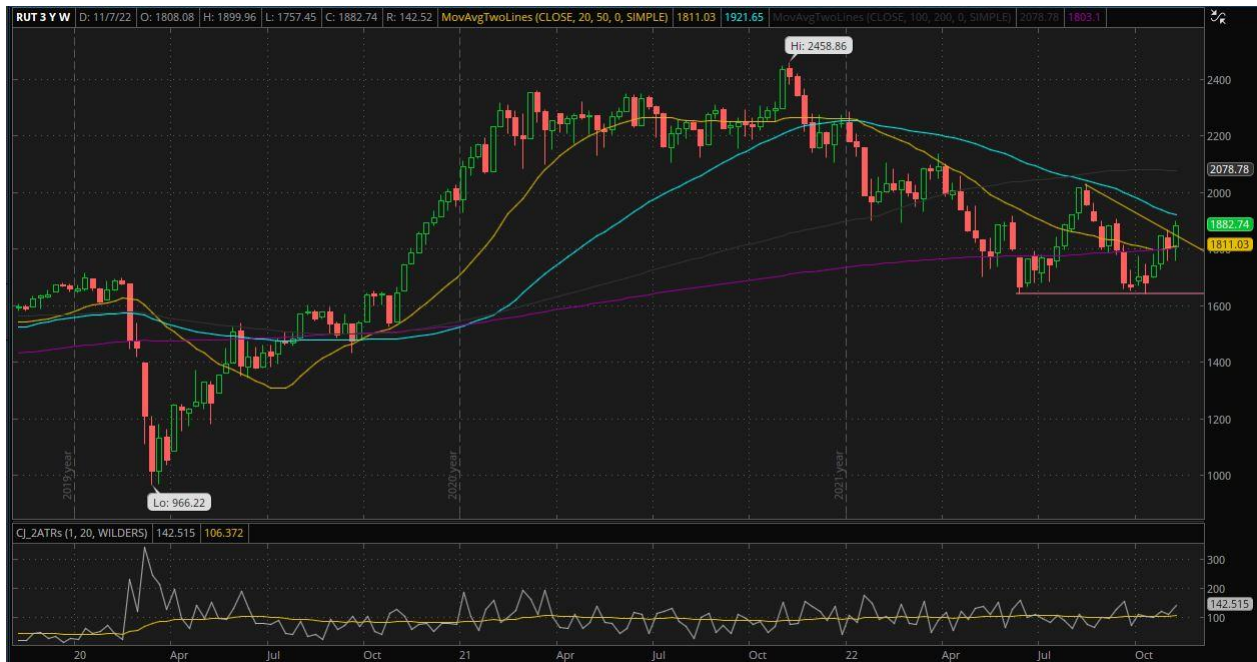 RUT 3 Y W D: 11/7/22 O: 1808.08 H: 1899.96 L: 1757.45 C: 1882.74 R: 142.52 MovAvgTwoLines (CLOSE, 20, 50, 0, SIMPLE) 1811.03 1921.65 MovAvgTwoLines (CLOSE, 100, 200, 0, SIMPLE) 2078.78 1803.1
Hi: 2458.86
2400
2200
2078.78
2000
1882.74
1811.03
1800
1600
1400
1200
1000
2019 year
2020 year
2021 year
Lo: 966.22
CJ_2ATRs (1, 20, WILDERS) 142.515 106.372
300
200
142.515
100
20 Apr Jul Oct 21 Apr Jul Oct 22 Apr Jul Oct